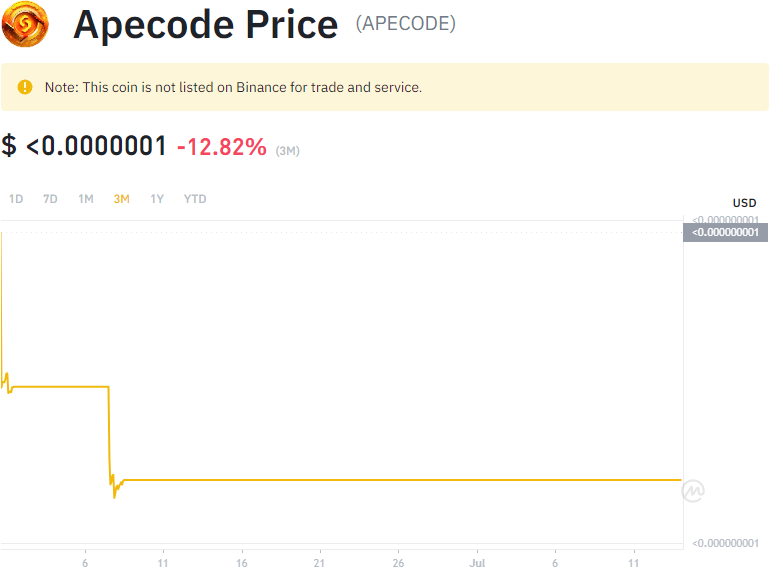 Apecode Price (APECODE)
Note: This coin is not listed on Binance for trade and service.
$ <0.0000001 -12.82% (3M)
1D 7D 1M 3M 1Y YTD
USD
<0.000000001
<0.000000001
<0.000000001
6 11 16 21 26 Jul 6 11